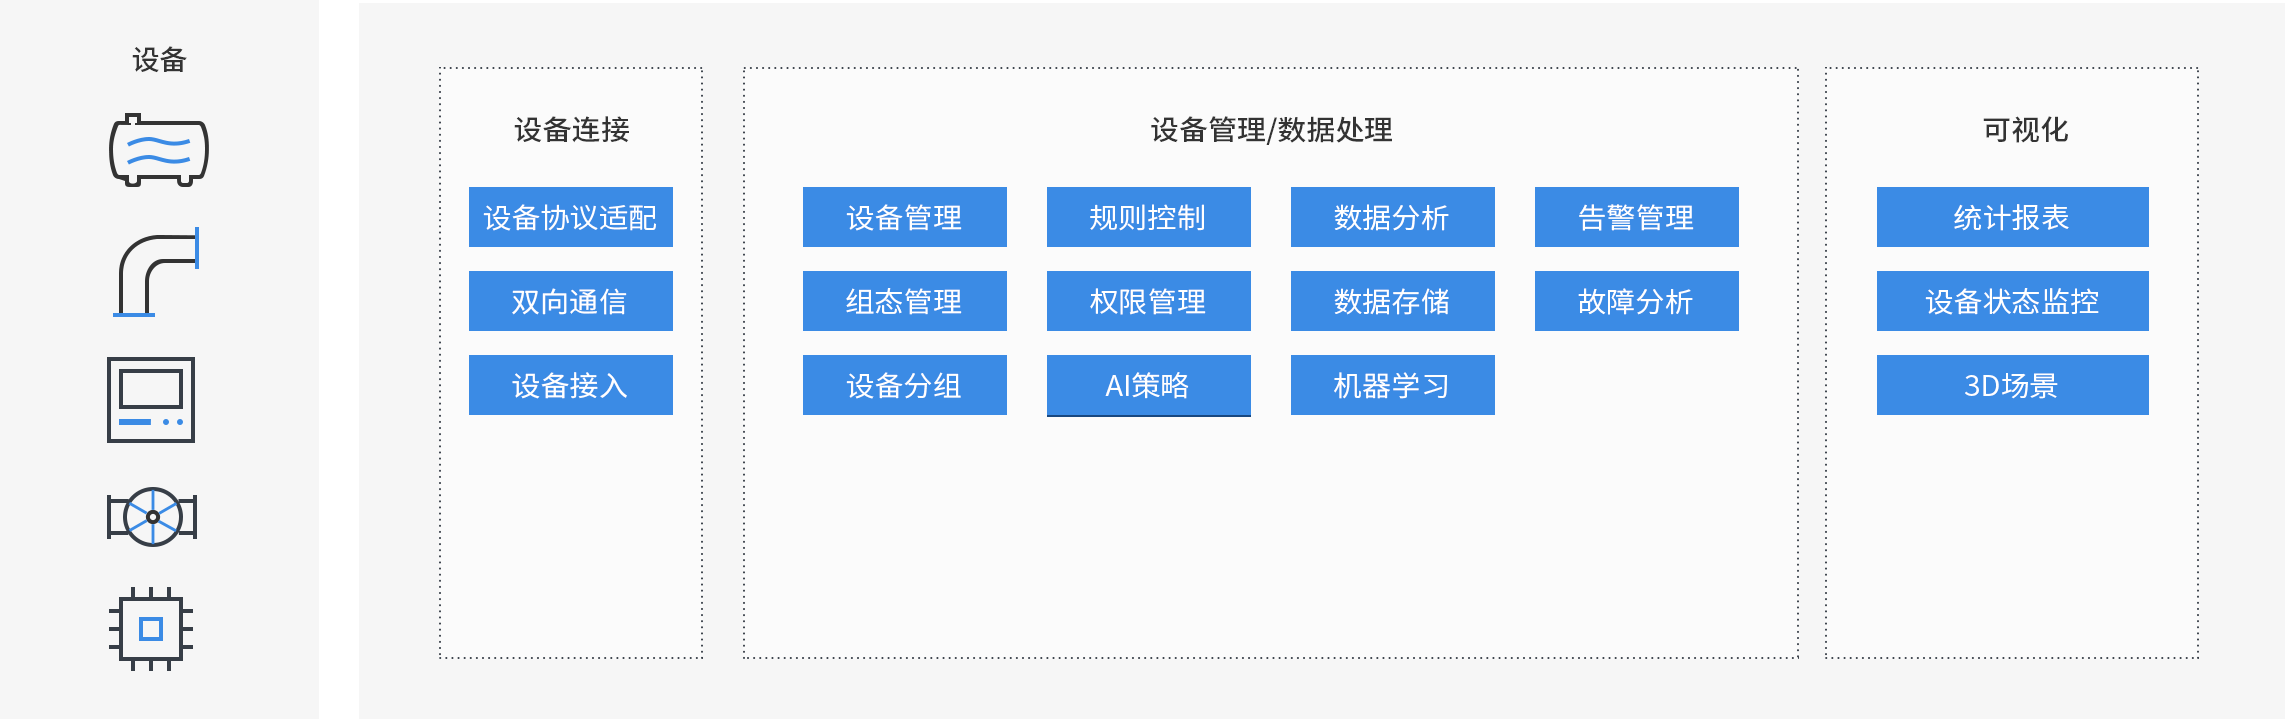 设备
设备连接
设备协议适配
双向通信
设备接入
设备管理/数据处理
设备管理
规则控制
数据分析
告警管理
组态管理
权限管理
数据存储
故障分析
设备分组
AI策略
机器学习
可视化
统计报表
设备状态监控
3D场景